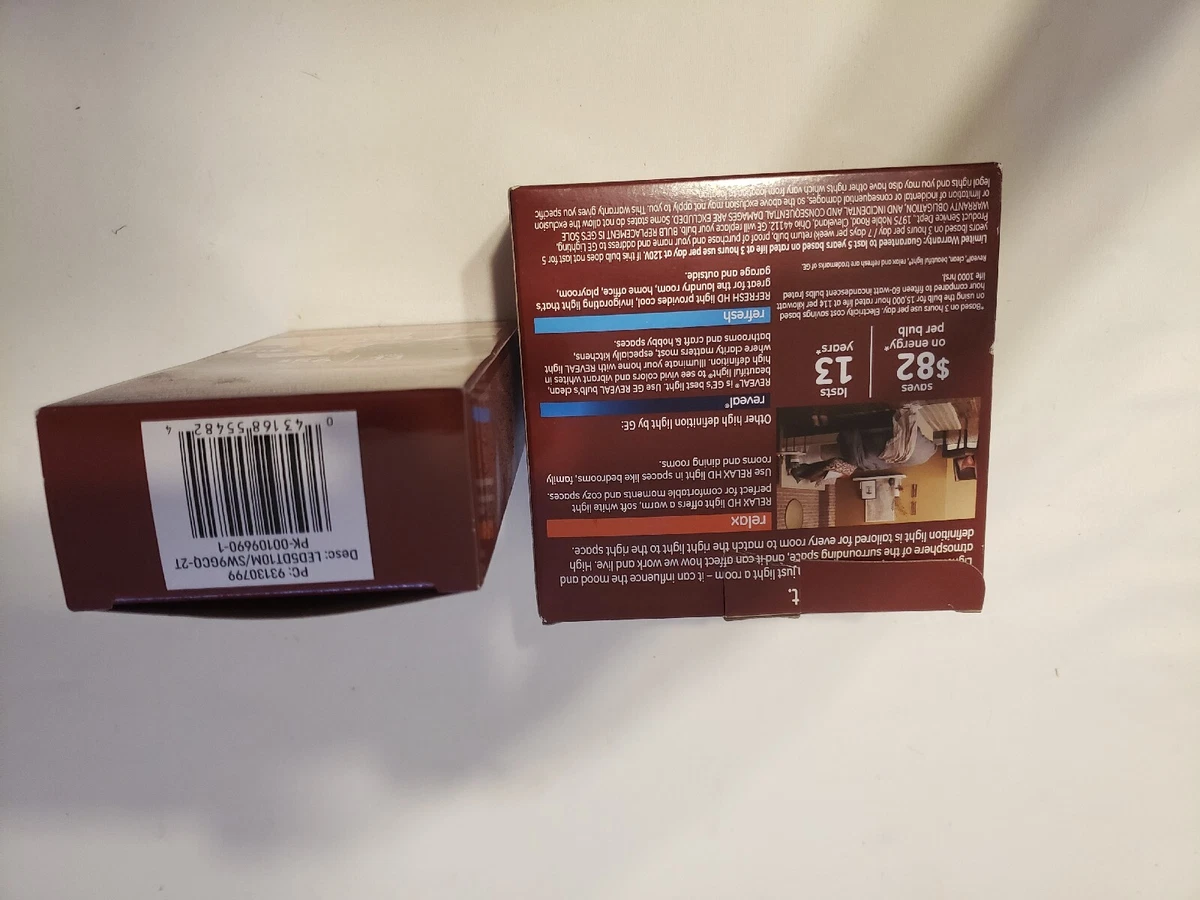 PC: 93130799
Desc: LED5DT10M/SW96CQ-2T
PK-00109690-1
0 43168 55482 4
t.
just light a room – it can influence the mood and
atmosphere of the surrounding space, and it can affect how we work and live. High
definition light is tailored for every room to match the right light to the right space.
relax
RELAX HD light offers a warm, soft white light
perfect for comfortable moments and cozy spaces.
Use RELAX HD light in spaces like bedrooms, family
rooms and dining rooms.
Other high definition light by GE:
reveal®
REVEAL® is GE's best light. Use GE REVEAL bulb's clean,
beautiful light® to see vivid colors and vibrant whites in
high definition. Illuminate your home with REVEAL light
where clarity matters most, especially kitchens,
bathrooms and craft & hobby spaces.
refresh
REFRESH HD light provides cool, invigorating light that's
great for the laundry room, home office, playroom,
garage and outside.
saves
$82
on energy*
per bulb
lasts
13
years*
*Based on 3 hours use per day. Electricity cost savings based
on using the bulb for 15,000 hour rated life at 11¢ per kilowatt
hour compared to fifteen 60-watt incandescent bulbs (rated
life 1000 hrs).
Reveal®, clean, beautiful light®, relax and refresh are trademarks of GE.
Limited Warranty: Guaranteed to last 5 years based on rated life at 3 hours use per day at 120V. If this bulb does not last for 5
years (based on 3 hours per day / 7 days per week) return bulb, proof of purchase and your name and address to GE Lighting,
Product Service Dept., 1975 Noble Road, Cleveland, Ohio 44112. GE will replace your bulb. BULB REPLACEMENT IS GE'S SOLE
WARRANTY OBLIGATION, AND INCIDENTAL AND CONSEQUENTIAL DAMAGES ARE EXCLUDED. Some states do not allow the exclusion
or limitation of incidental or consequential damages, so the above exclusion may not apply to you. This warranty gives you specific
legal rights and you may also have other rights which vary from